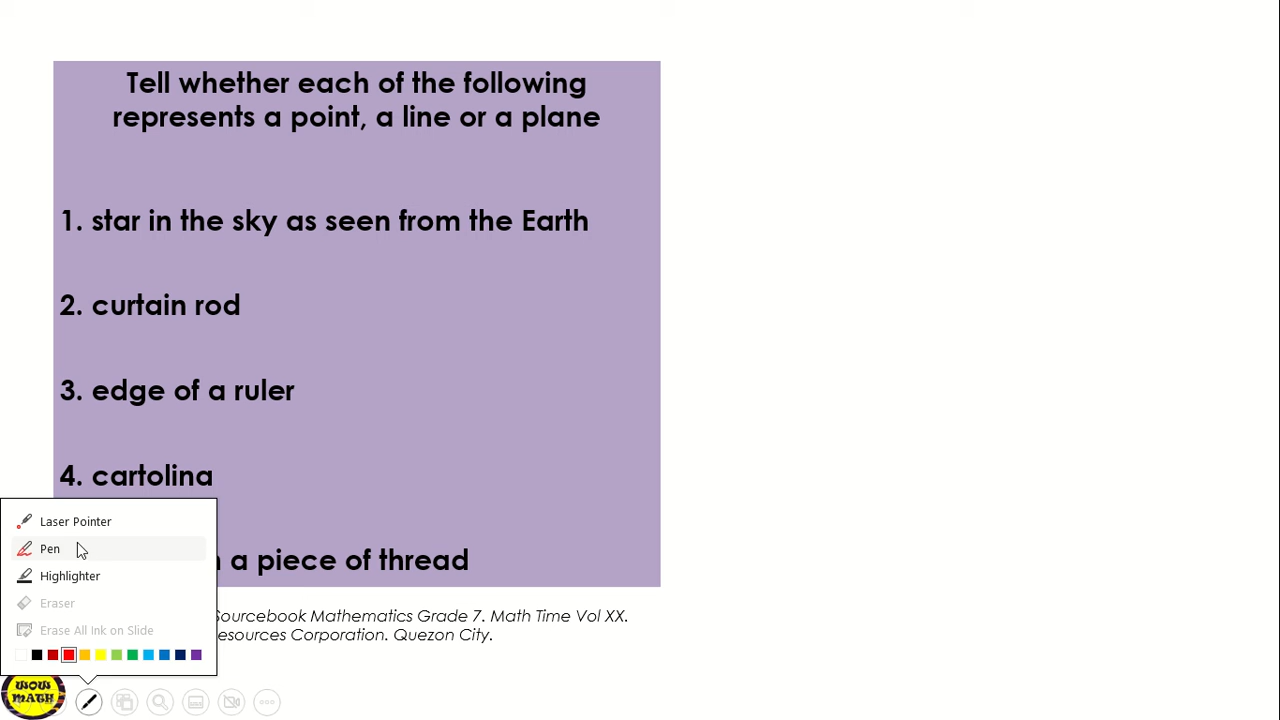 Tell whether each of the following
represents a point, a line or a plane
1. star in the sky as seen from the Earth
2. curtain rod
3. edge of a ruler
4. cartolina
a piece of thread
Sourcebook Mathematics Grade 7. Math Time Vol XX.
Corporation. Quezon City.
Laser Pointer
Pen
Highlighter
Eraser
Erase All Ink on Slide
WOW
MATH